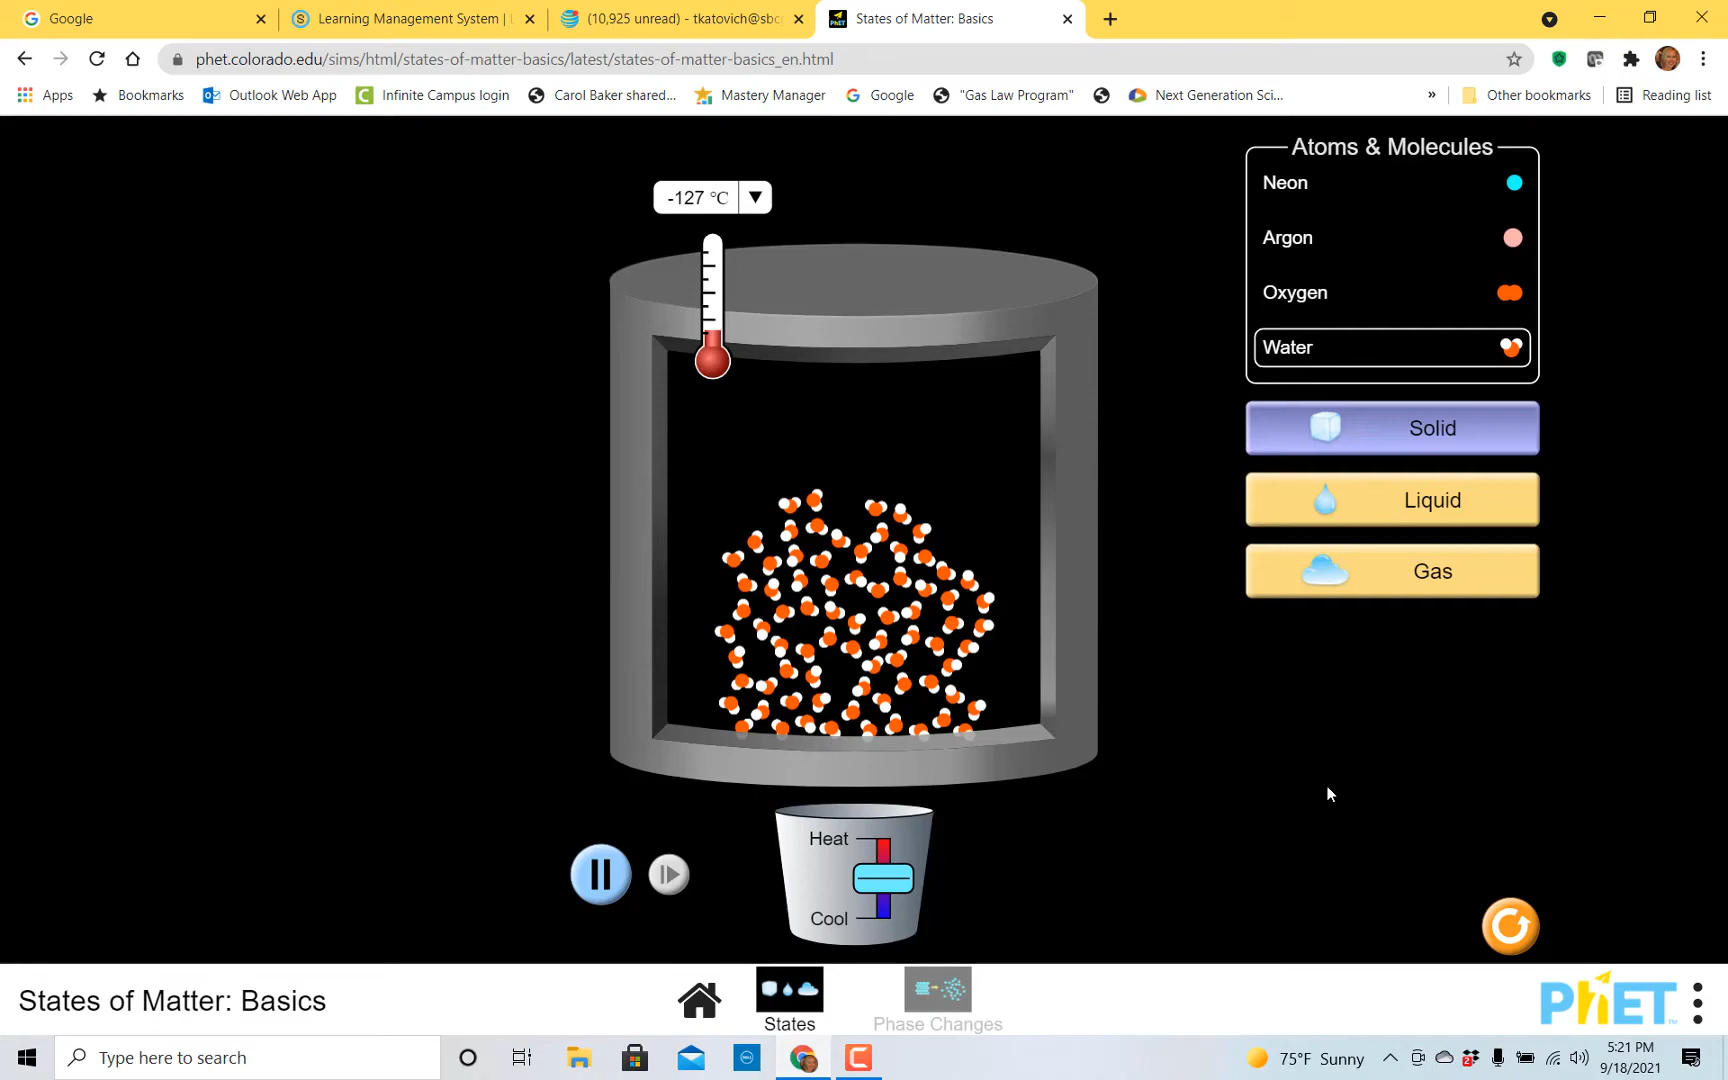 Google
Learning Management System |
(10,925 unread) - tkatovich@sbc
States of Matter: Basics
phet.colorado.edu/sims/html/states-of-matter-basics/latest/states-of-matter-basics_en.html
Apps
Bookmarks
Outlook Web App
Infinite Campus login
Carol Baker shared...
Mastery Manager
Google
"Gas Law Program"
Next Generation Sci...
»
Other bookmarks
Reading list
-127 °C
Atoms & Molecules
Neon
Argon
Oxygen
Water
Solid
Liquid
Gas
Heat
Cool
States of Matter: Basics
States
Phase Changes
PhET
Type here to search
75°F Sunny
5:21 PM
9/18/2021